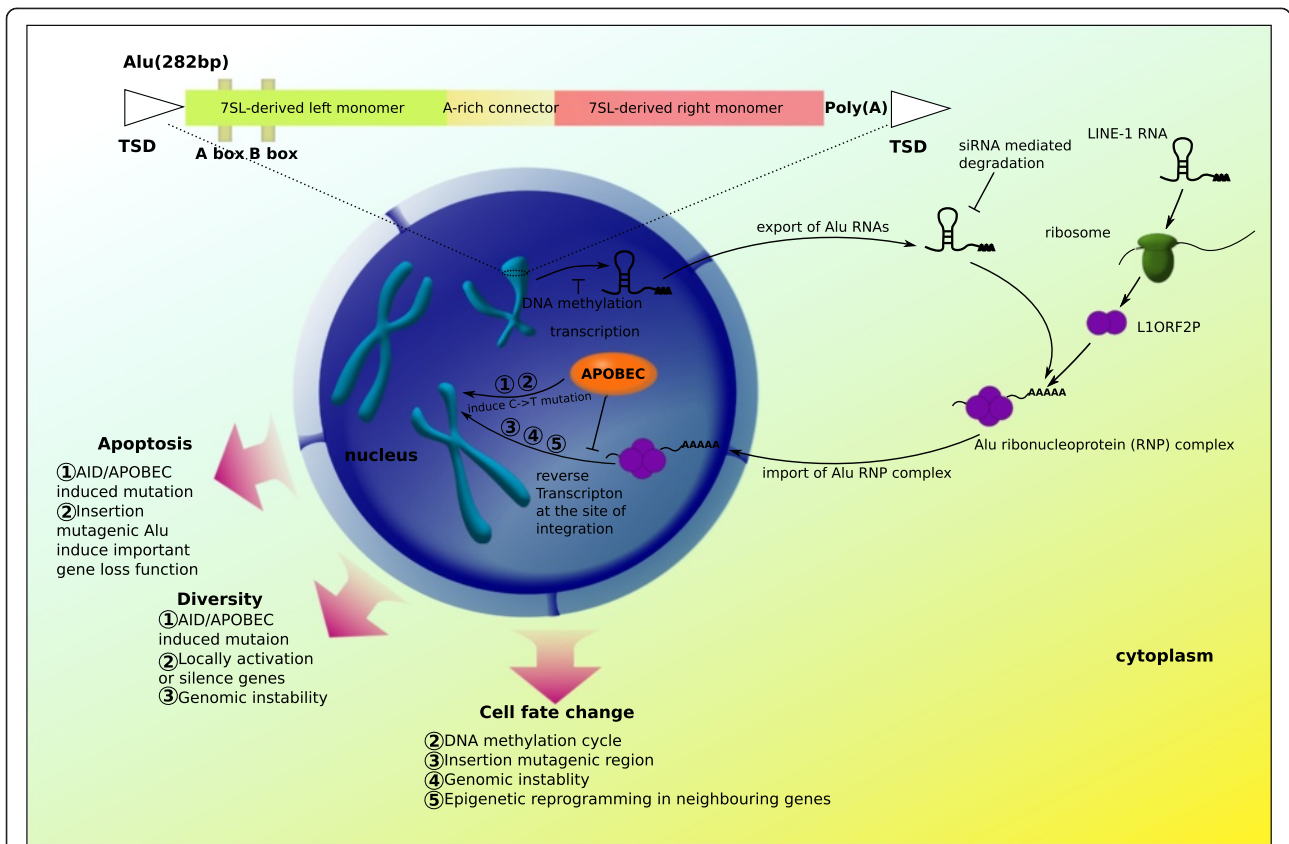 Alu(282bp)
7SL-derived left monomer
A-rich connector
7SL-derived right monomer
Poly(A)
TSD
A box
B box
TSD
siRNA mediated
degradation
LINE-1 RNA
export of Alu RNAs
ribosome
DNA methylation
transcription
L1ORF2P
APOBEC
① ②
induce C->T mutation
③ ④ ⑤
AAAAA
AAAAA
nucleus
reverse
Transcripton
at the site of
integration
Alu ribonucleoprotein (RNP) complex
import of Alu RNP complex
Apoptosis
①AID/APOBEC
induced mutation
②Insertion
mutagenic Alu
induce important
gene loss function
Diversity
①AID/APOBEC
induced mutaion
②Locally activation
or silence genes
③Genomic instability
cytoplasm
Cell fate change
②DNA methylation cycle
③Insertion mutagenic region
④Genomic instablity
⑤Epigenetic reprogramming in neighbouring genes